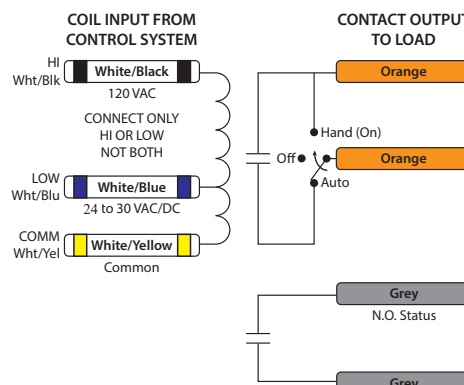 COIL INPUT FROM
CONTROL SYSTEM
CONTACT OUTPUT
TO LOAD
HI
Wht/Blk
White/Black
120 VAC
Orange
CONNECT ONLY
HI OR LOW
NOT BOTH
Hand (On)
Off
Orange
Auto
LOW
Wht/Blu
White/Blue
24 to 30 VAC/DC
COMM
Wht/Yel
White/Yellow
Common
Grey
N.O. Status
Grey